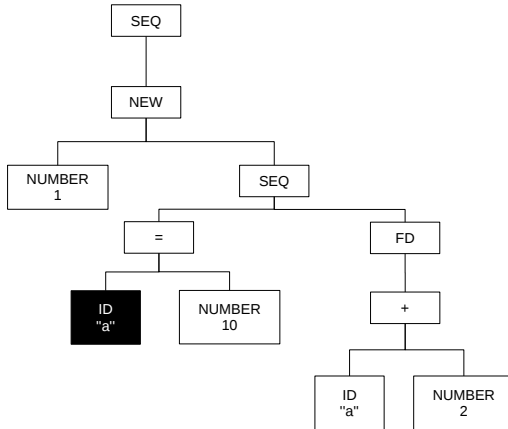 SEQ
NEW
NUMBER
1
SEQ
=
FD
ID
"a"
NUMBER
10
+
ID
"a"
NUMBER
2